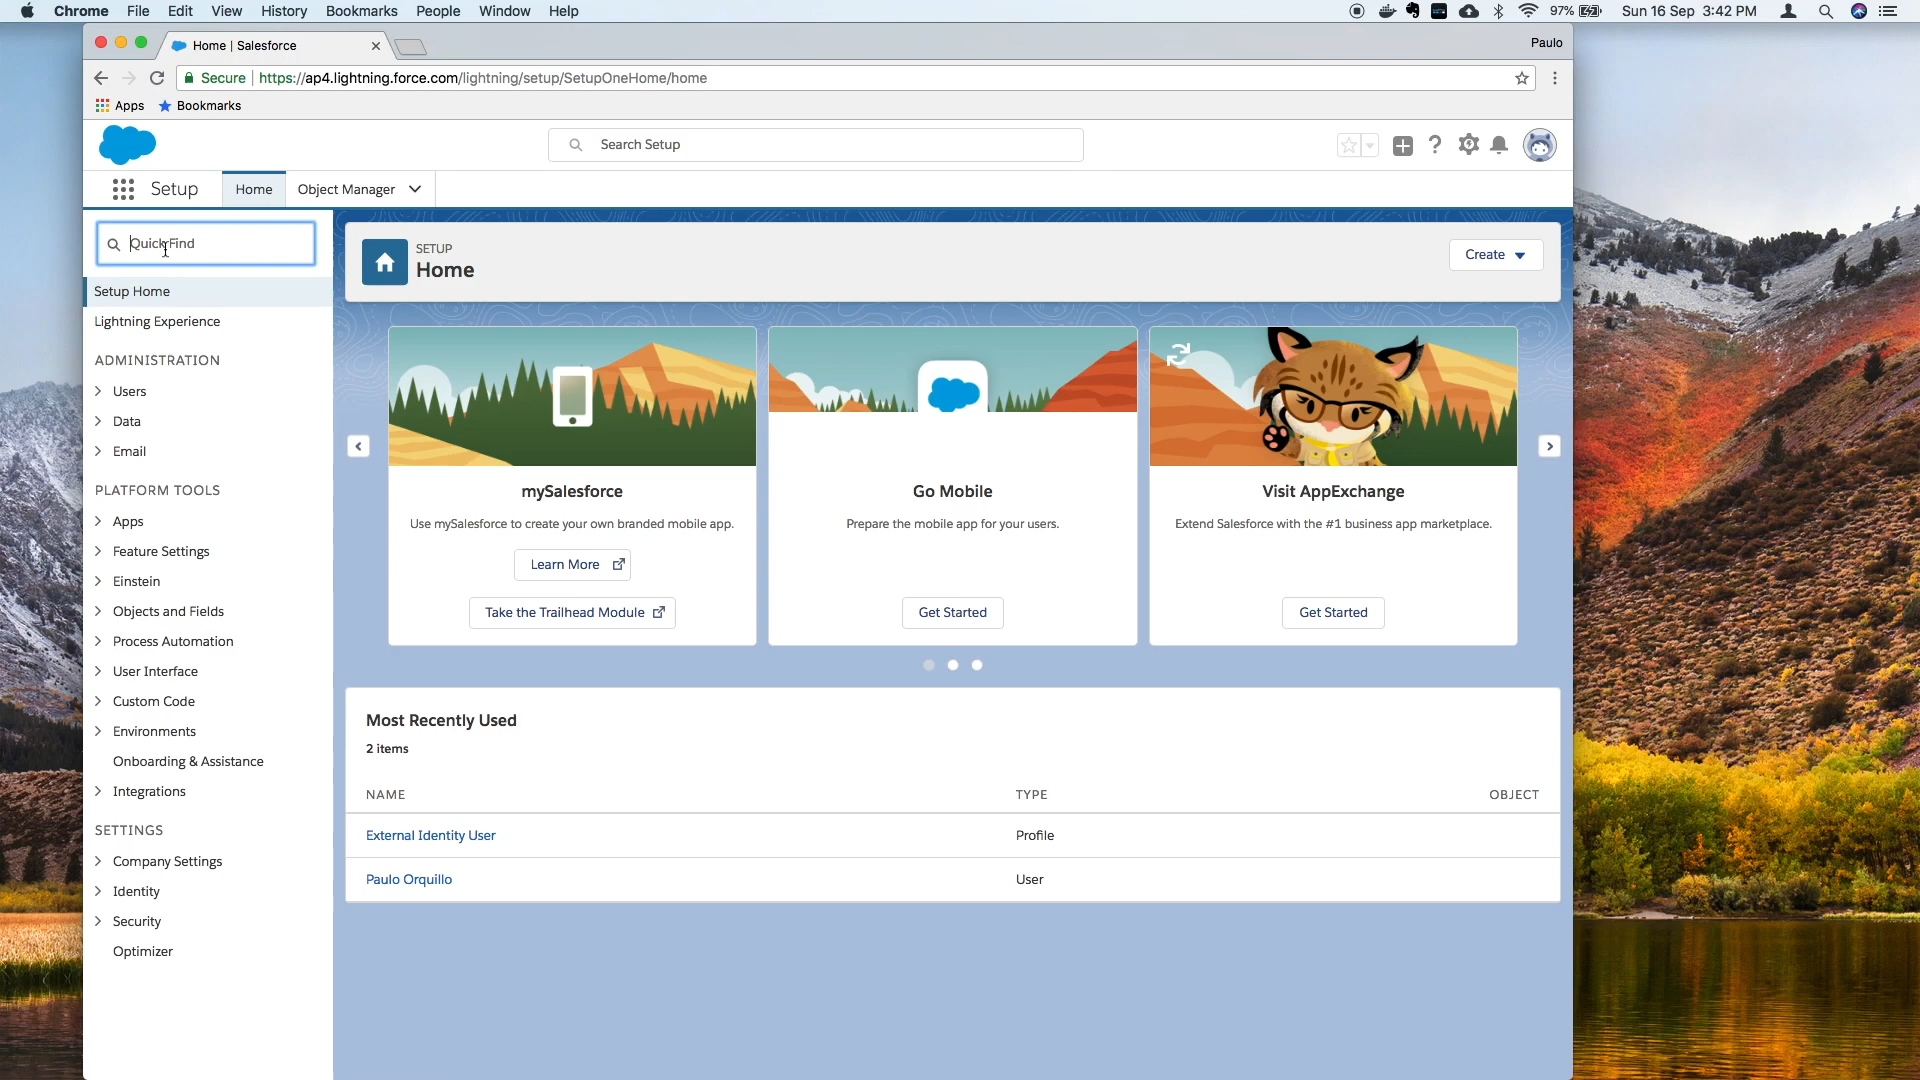 Chrome File Edit View History Bookmarks People Window Help 97% Sun 16 Sep 3:42 PM
Home | Salesforce
Paulo
Secure https://ap4.lightning.force.com/lightning/setup/SetupOneHome/home
Apps Bookmarks
Search Setup
Setup Home Object Manager
Quick Find
Setup Home
Lightning Experience
ADMINISTRATION
Users
Data
Email
PLATFORM TOOLS
Apps
Feature Settings
Einstein
Objects and Fields
Process Automation
User Interface
Custom Code
Environments
Onboarding & Assistance
Integrations
SETTINGS
Company Settings
Identity
Security
Optimizer
SETUP
Home
Create
mySalesforce
Use mySalesforce to create your own branded mobile app.
Learn More
Take the Trailhead Module
Go Mobile
Prepare the mobile app for your users.
Get Started
Visit AppExchange
Extend Salesforce with the #1 business app marketplace.
Get Started
Most Recently Used
2 items
NAME TYPE OBJECT
External Identity User Profile
Paulo Orquillo User